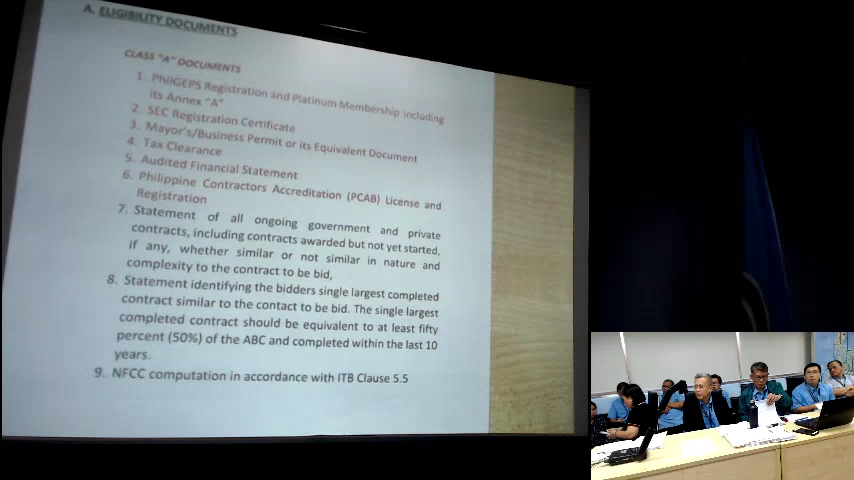 A. ELIGIBILITY DOCUMENTS
CLASS "A" DOCUMENTS
1. PhilGEPS Registration and Platinum Membership including
its Annex "A"
2. SEC Registration Certificate
3. Mayor's/Business Permit or its Equivalent Document
4. Tax Clearance
5. Audited Financial Statement
6. Philippine Contractors Accreditation (PCAB) License and
Registration
7. Statement of all ongoing government and private
contracts, including contracts awarded but not yet started,
if any, whether similar or not similar in nature and
complexity to the contract to be bid,
8. Statement identifying the bidders single largest completed
contract similar to the contact to be bid. The single largest
completed contract should be equivalent to at least fifty
percent (50%) of the ABC and completed within the last 10
years.
9. NFCC computation in accordance with ITB Clause 5.5